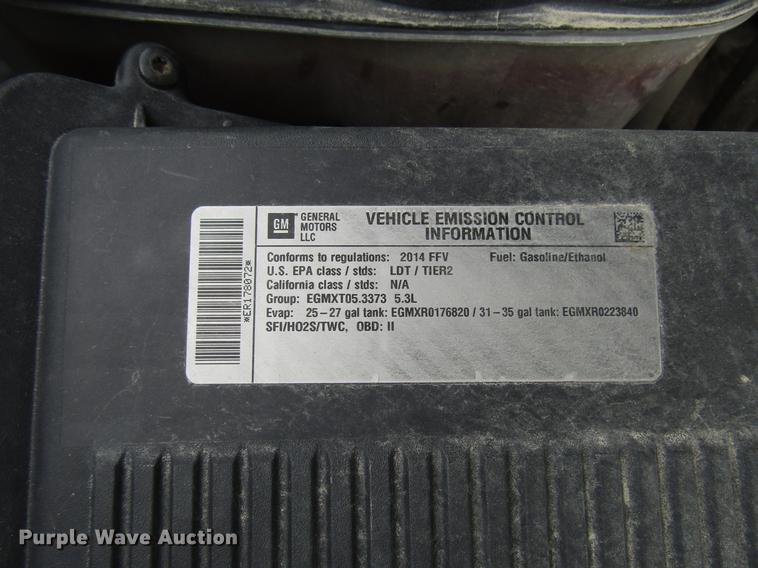 GM
GENERAL
MOTORS
LLC
VEHICLE EMISSION CONTROL
INFORMATION
Conforms to regulations: 2014 FFV Fuel: Gasoline/Ethanol
U.S. EPA class / stds: LDT / TIER2
California class / stds: N/A
Group: EGMXT05.3373 5.3L
Evap: 25-27 gal tank: EGMXR0176820 / 31-35 gal tank: EGMXR0223840
SFI/HO2S/TWC, OBD: II
*ER178072*
Purple Wave Auction